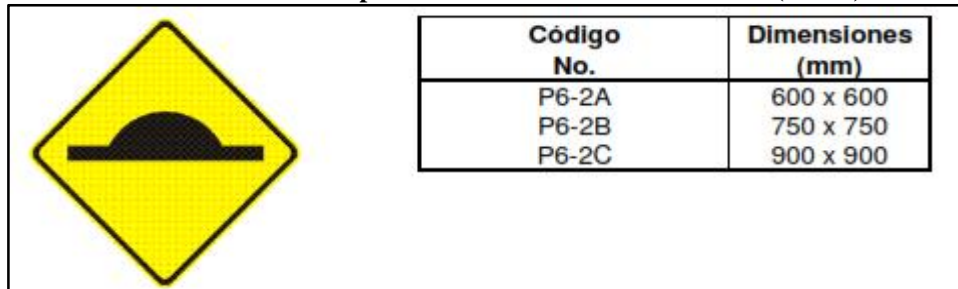 Código Dimensiones
No. (mm)
P6-2A 600 x 600
P6-2B 750 x 750
P6-2C 900 x 900